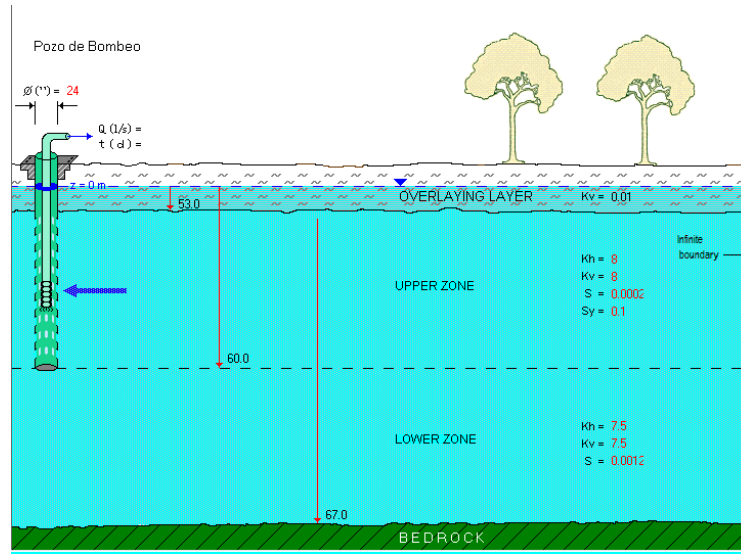 Pozo de Bombeo
Ø ('') = 24
Q (l/s) =
t ( d ) =
z = 0 m
OVERLAYING LAYER Kv = 0.01
53.0
Infinite
boundary
Kh = 8
UPPER ZONE Kv = 8
S = 0.0002
Sy = 0.1
60.0
Kh = 7.5
LOWER ZONE Kv = 7.5
S = 0.0012
67.0
BEDROCK